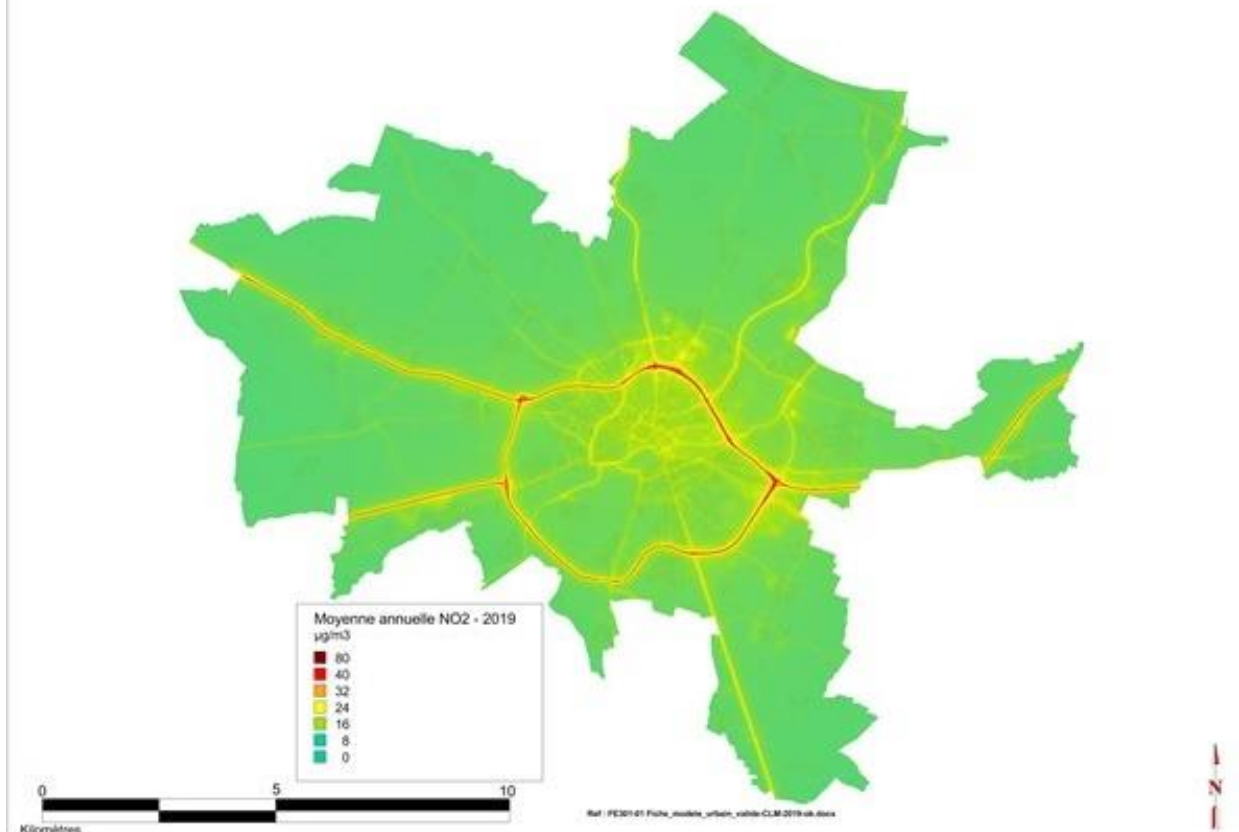 Moyenne annuelle NO2 - 2019
µg/m3
80
40
32
24
16
8
0
0 5 10
Kilomètres
Ref : FE301-01 Fiche_modele_urbain_valide-CLM-2019-ok.docx
N